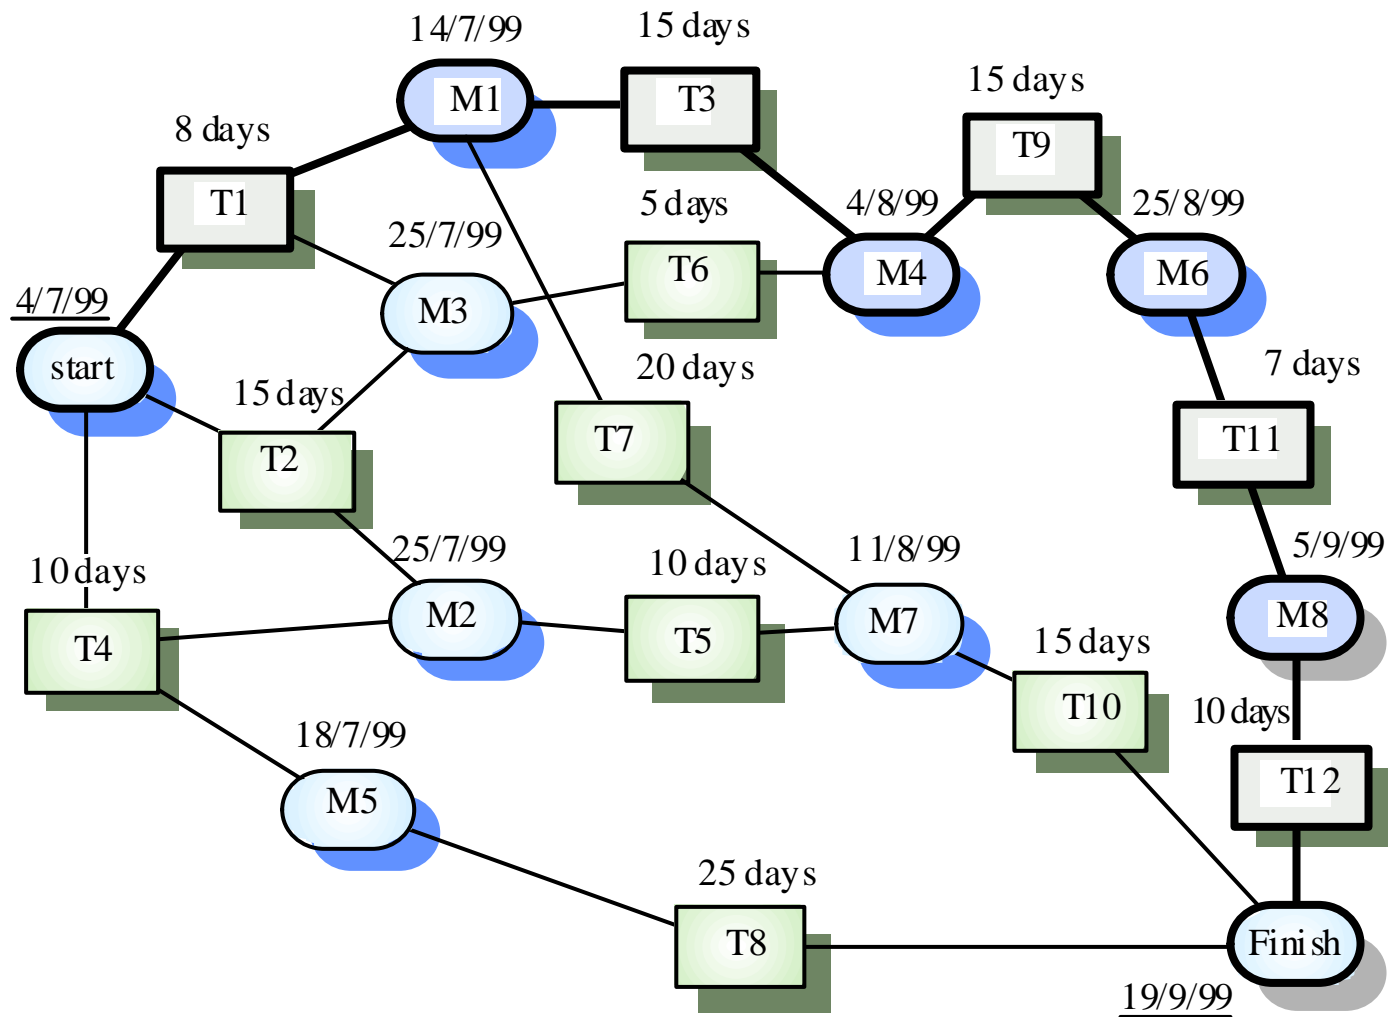 14/7/99
15 days
M1
T3
15 days
8 days
T9
T1
5 days
4/8/99
25/8/99
25/7/99
T6
M4
M6
4/7/99
M3
start
20 days
7 days
15 days
T7
T11
T2
25/7/99
11/8/99
5/9/99
10 days
10 days
M2
M7
M8
T4
T5
15 days
T10
10 days
18/7/99
T12
M5
25 days
T8
Finish
19/9/99